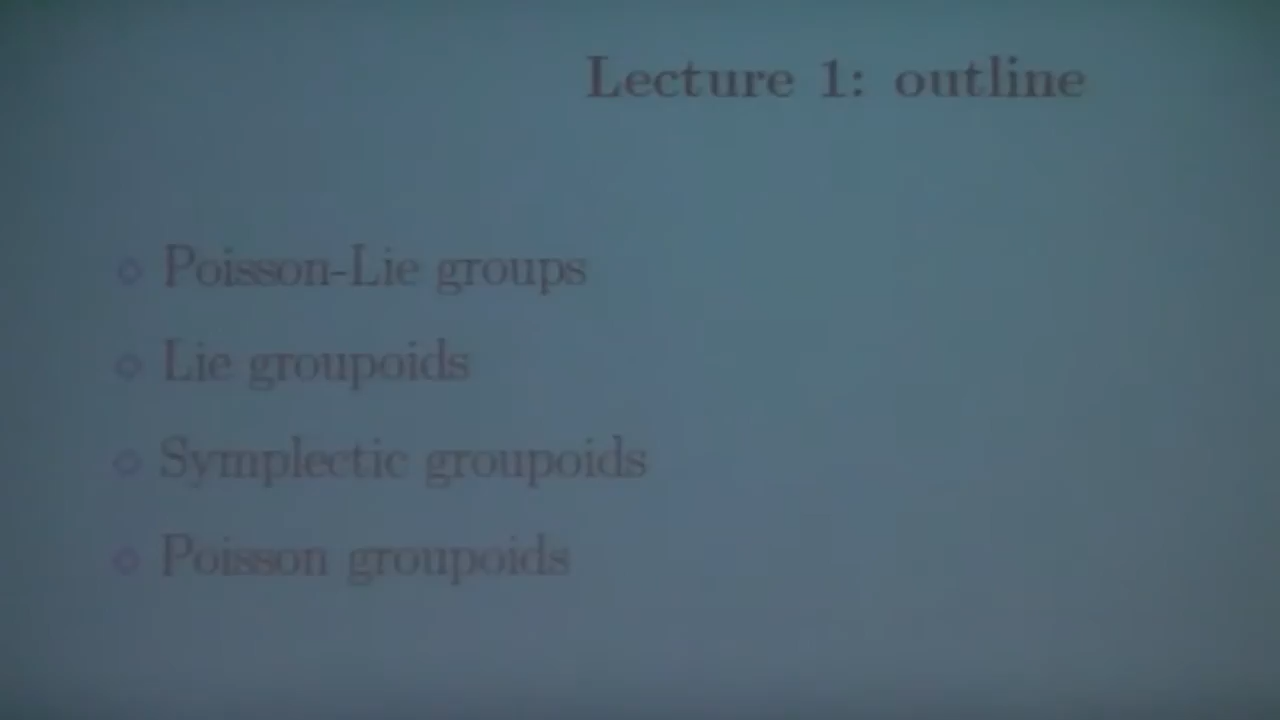 Lecture 1: outline
Poisson-Lie groups
Lie groupoids
Symplectic groupoids
Poisson groupoids